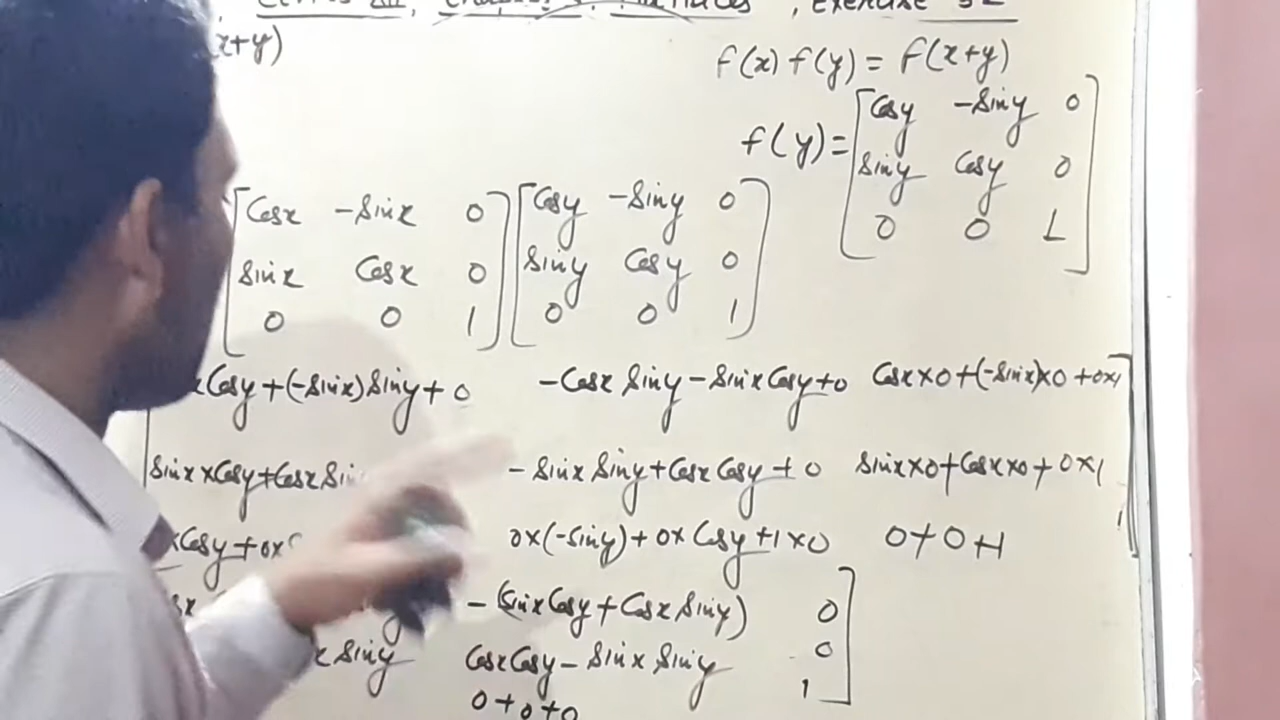 , Exercise 3.2
x+y)
f(x) f(y) = f(x+y)
f(y) = [Cosy -Siny 0
Siny Cosy 0
0 0 1]
[Cosx -Sinx 0] [Cosy -Siny 0]
[Sinx Cosx 0] [Siny Cosy 0]
[0 0 1] [0 0 1]
Cosy+(-Sinx)Siny+0 -Cosx Siny-Sinx Cosy+0 Cosx×0+(-Sinx)×0+0×1
Sinx×Cosy+Cosx Sin -Sinx Siny+Cosx Cosy+0 Sinx×0+Cosx×0+0×1
×Cosy+0× 0×(-Siny)+0×Cosy+1×0 0+0+1
-(Sinx Cosy+Cosx Siny) 0
x Siny Cosx Cosy-Sinx Siny 0
0+0+0 1